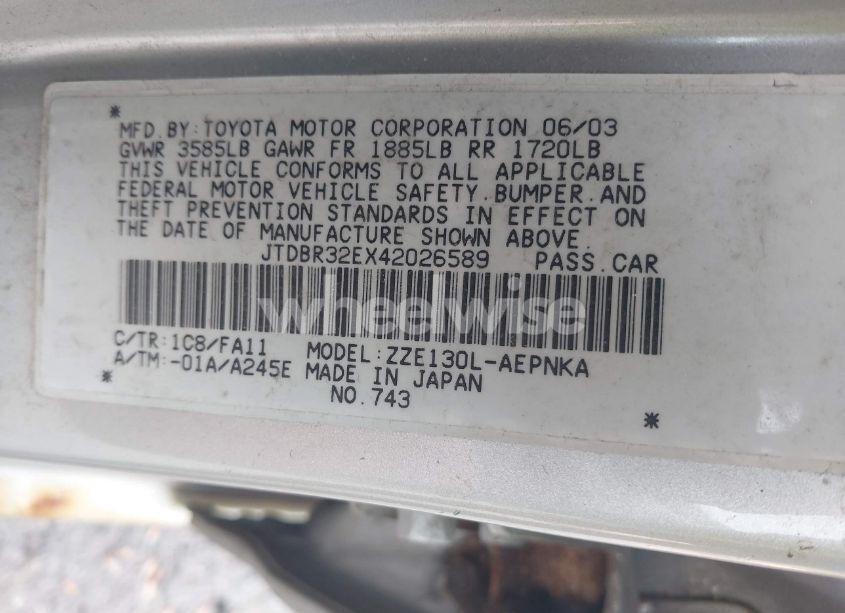 *
MFD.BY:TOYOTA MOTOR CORPORATION 06/03
GVWR 3585LB GAWR FR 1885LB RR 1720LB
THIS VEHICLE CONFORMS TO ALL APPLICABLE
FEDERAL MOTOR VEHICLE SAFETY.BUMPER.AND
THEFT PREVENTION STANDARDS IN EFFECT ON
THE DATE OF MANUFACTURE SHOWN ABOVE.
JTDBR32EX42026589 PASS.CAR
wheelwise
C/TR:1C8/FA11 MODEL:ZZE130L-AEPNKA
A/TM:-01A/A245E MADE IN JAPAN
* NO.743 *